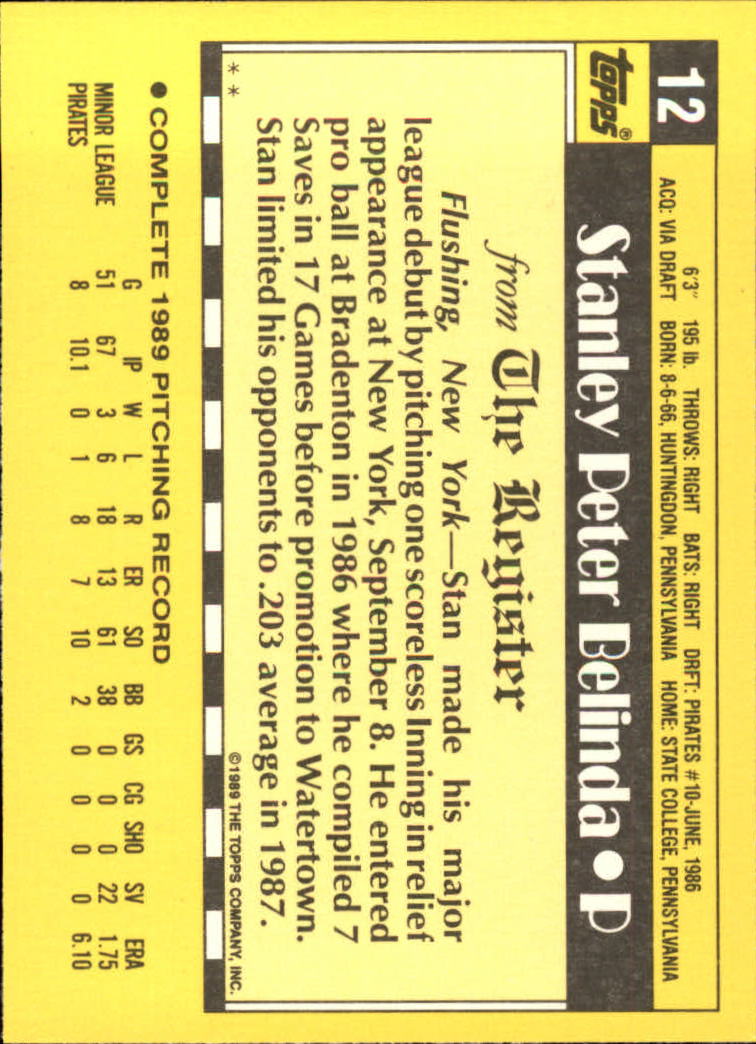 12
6'3" 195 lb. THROWS: RIGHT BATS: RIGHT DRFT: PIRATES #10-JUNE, 1986
ACQ: VIA DRAFT BORN: 8-6-66, HUNTINGDON, PENNSYLVANIA HOME: STATE COLLEGE, PENNSYLVANIA
topps®
Stanley Peter Belinda • P
from The Register
Flushing, New York—Stan made his major
league debut by pitching one scoreless Inning in relief
appearance at New York, September 8. He entered
pro ball at Bradenton in 1986 where he compiled 7
Saves in 17 Games before promotion to Watertown.
Stan limited his opponents to .203 average in 1987.
** ©1989 THE TOPPS COMPANY, INC.
● COMPLETE 1989 PITCHING RECORD
G IP W L R ER SO BB GS CG SHO SV ERA
MINOR LEAGUE 51 67 3 6 18 13 61 38 0 0 0 22 1.75
PIRATES 8 10.1 0 1 8 7 10 2 0 0 0 0 6.10